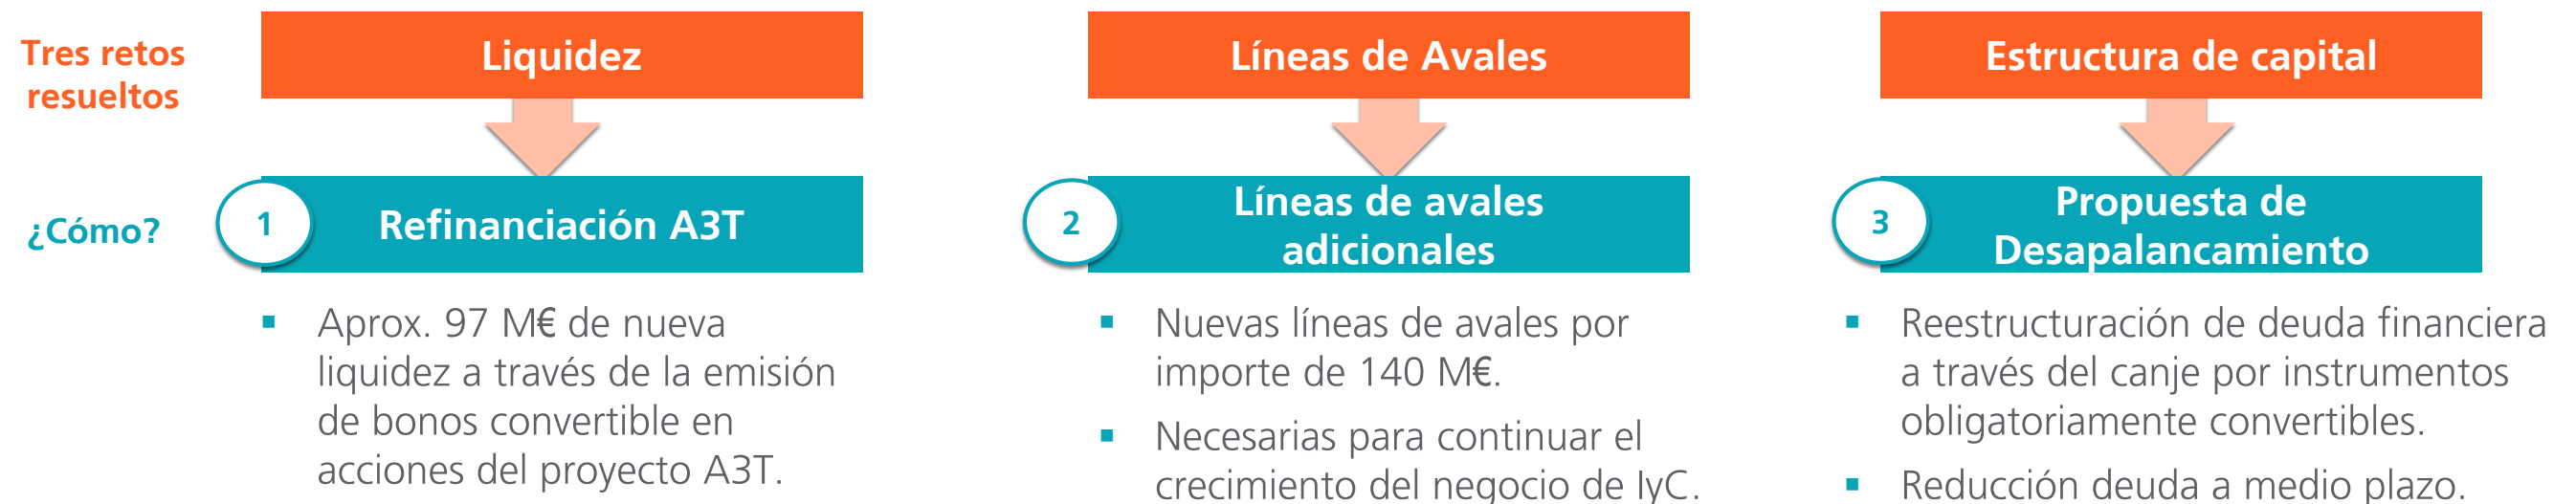 Tres retos
resueltos
Liquidez
Líneas de Avales
Estructura de capital
¿Cómo?
1
Refinanciación A3T
2
Líneas de avales
adicionales
3
Propuesta de
Desapalancamiento
▪ Aprox. 97 M€ de nueva
liquidez a través de la emisión
de bonos convertible en
acciones del proyecto A3T.
▪ Nuevas líneas de avales por
importe de 140 M€.
▪ Necesarias para continuar el
crecimiento del negocio de IyC.
▪ Reestructuración de deuda financiera
a través del canje por instrumentos
obligatoriamente convertibles.
▪ Reducción deuda a medio plazo.